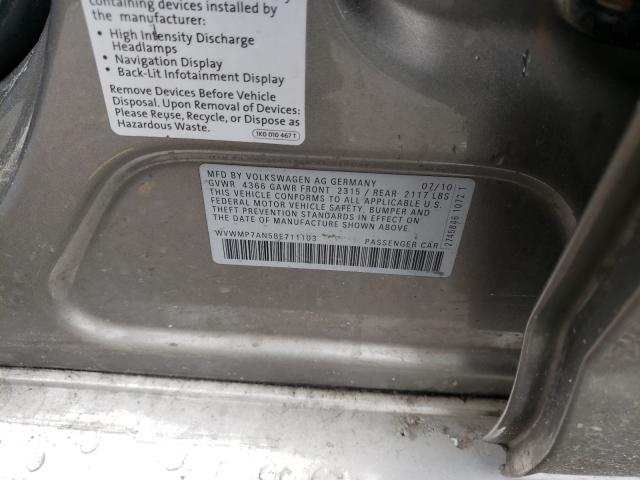 containing devices installed by
the manufacturer:
• High Intensity Discharge
Headlamps
• Navigation Display
• Back-Lit Infotainment Display
Remove Devices Before Vehicle
Disposal. Upon Removal of Devices:
Please Reuse, Recycle, or Dispose as
Hazardous Waste.
1K0 010 467 T
MFD BY VOLKSWAGEN AG GERMANY 07/10
GVWR 4366 GAWR FRONT 2315 / REAR 2117 LBS
THIS VEHICLE CONFORMS TO ALL APPLICABLE U.S.
FEDERAL MOTOR VEHICLE SAFETY, BUMPER AND
THEFT PREVENTION STANDARDS IN EFFECT ON
THE DATE OF MANUFACTURE SHOWN ABOVE
WVWMP7AN5BE711103 PASSENGER CAR
2745846 1072 1